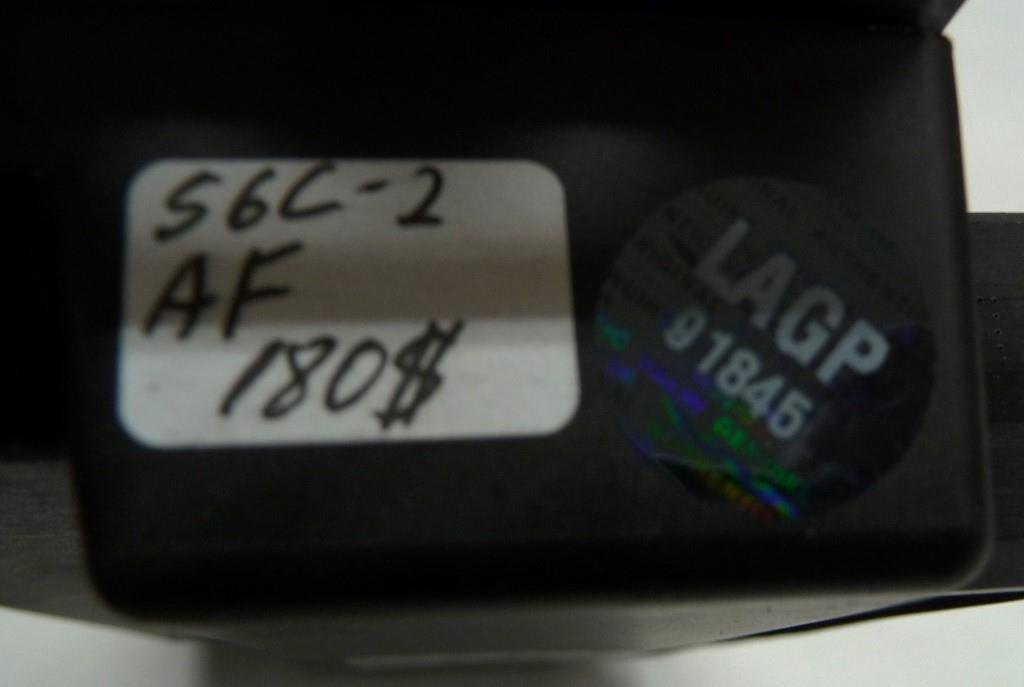 S6C-2
AF
180$
LAGP
91845